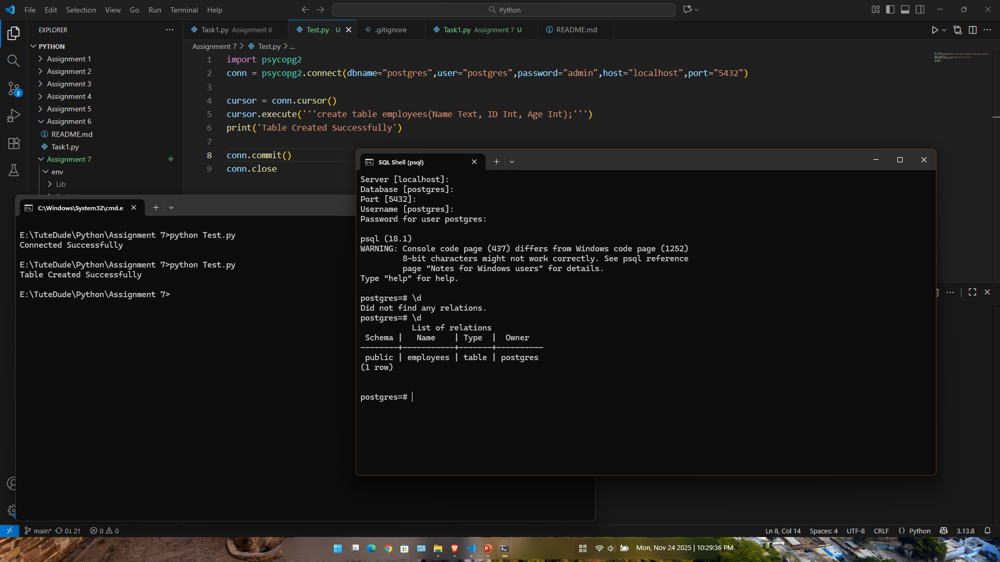 File Edit Selection View Go Run Terminal Help
Python
EXPLORER
Task1.py Assignment 6
Test.py U
.gitignore
Task1.py Assignment 7 U
README.md
PYTHON
Assignment 1
Assignment 2
Assignment 3
Assignment 4
Assignment 5
Assignment 6
README.md
Task1.py
Assignment 7
env
Lib
2
Assignment 7 > Test.py > ...
1 import psycopg2
2 conn = psycopg2.connect(dbname="postgres",user="postgres",password="admin",host="localhost",port="5432")
3
4 cursor = conn.cursor()
5 cursor.execute('''create table employees(Name Text, ID Int, Age Int);''')
6 print('Table Created Successfully')
7
8 conn.commit()
9 conn.close
C:\Windows\System32\cmd.e
E:\TuteDude\Python\Assignment 7>python Test.py
Connected Successfully
E:\TuteDude\Python\Assignment 7>python Test.py
Table Created Successfully
E:\TuteDude\Python\Assignment 7>
SQL Shell (psql)
Server [localhost]:
Database [postgres]:
Port [5432]:
Username [postgres]:
Password for user postgres:
psql (18.1)
WARNING: Console code page (437) differs from Windows code page (1252)
8-bit characters might not work correctly. See psql reference
page "Notes for Windows users" for details.
Type "help" for help.
postgres=# \d
Did not find any relations.
postgres=# \d
List of relations
Schema | Name | Type | Owner
--------+-----------+-------+----------
public | employees | table | postgres
(1 row)
postgres=#
main* 0↓ 2↑ 0 0
Ln 8, Col 14 Spaces: 4 UTF-8 CRLF {} Python 3.13.8
Mon, Nov 24 2025 | 10:29:36 PM